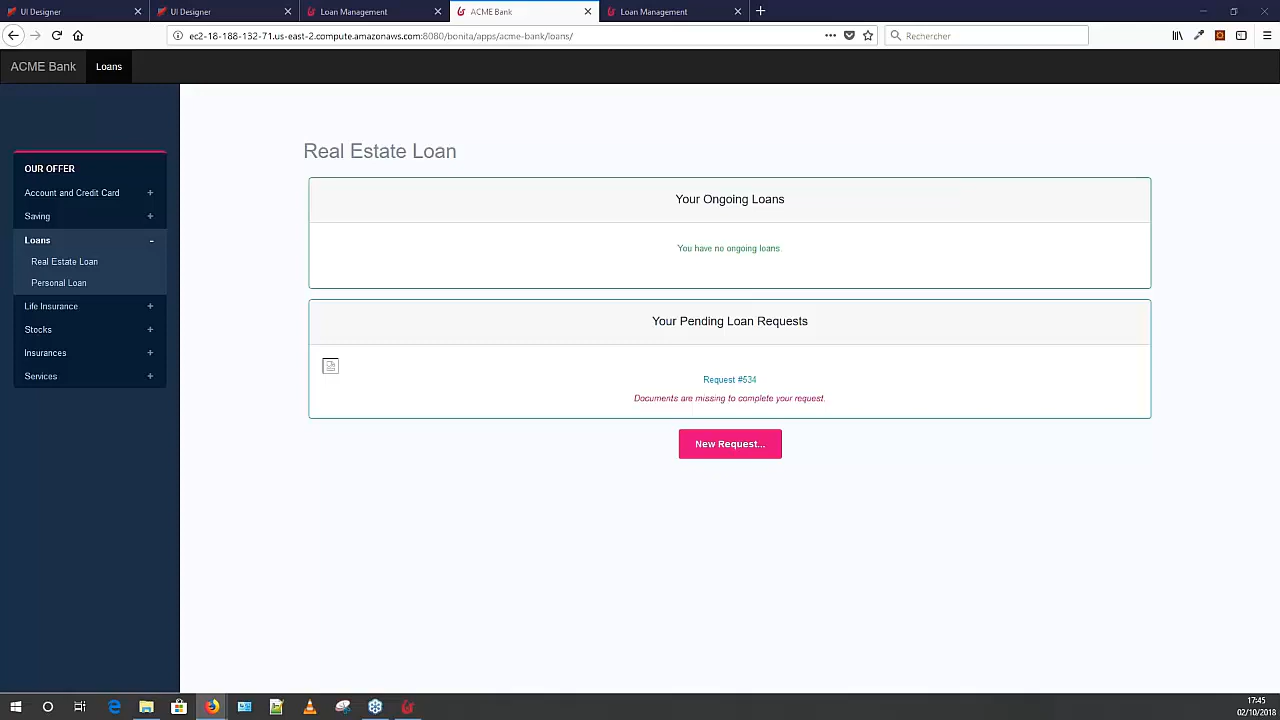 UI Designer
UI Designer
Loan Management
ACME Bank
Loan Management
ec2-18-188-132-71.us-east-2.compute.amazonaws.com:8080/bonita/apps/acme-bank/loans/
Rechercher
ACME Bank
Loans
OUR OFFER
Account and Credit Card +
Saving +
Loans -
Real Estate Loan
Personal Loan
Life Insurance +
Stocks +
Insurances +
Services +
Real Estate Loan
Your Ongoing Loans
You have no ongoing loans.
Your Pending Loan Requests
Request #534
Documents are missing to complete your request.
New Request...
17:45
02/10/2018